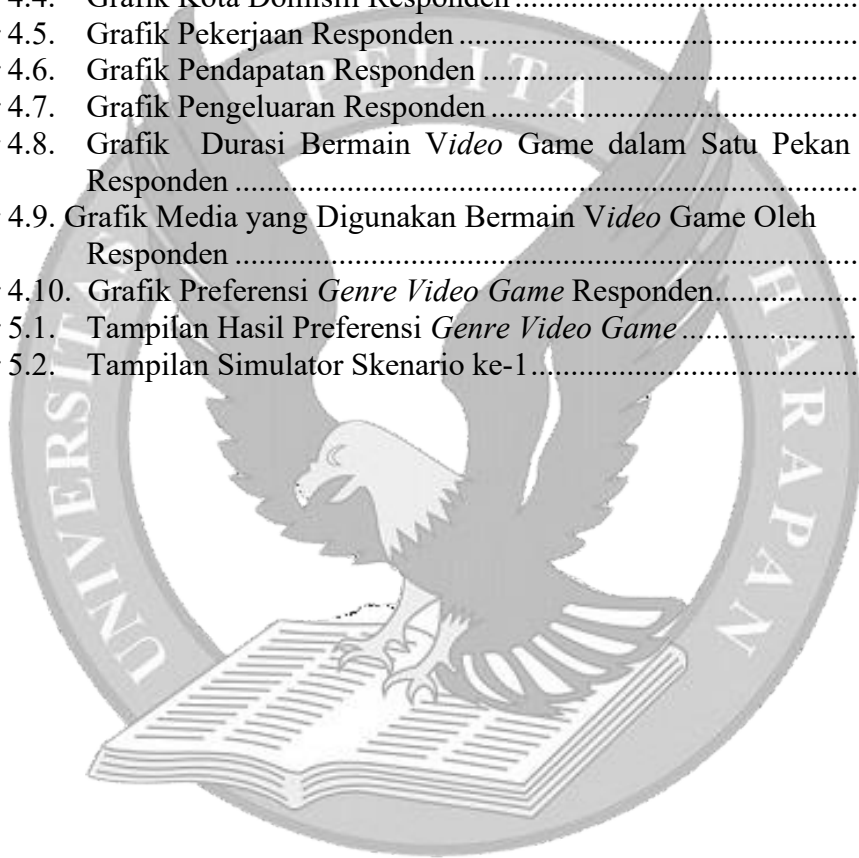 4.4. Grafik Kota Domisili Responden
4.5. Grafik Pekerjaan Responden
4.6. Grafik Pendapatan Responden
4.7. Grafik Pengeluaran Responden
4.8. Grafik Durasi Bermain Video Game dalam Satu Pekan
Responden
4.9. Grafik Media yang Digunakan Bermain Video Game Oleh
Responden
4.10. Grafik Preferensi Genre Video Game Responden
5.1. Tampilan Hasil Preferensi Genre Video Game
5.2. Tampilan Simulator Skenario ke-1
UNIVERSITAS PELITA HARAPAN